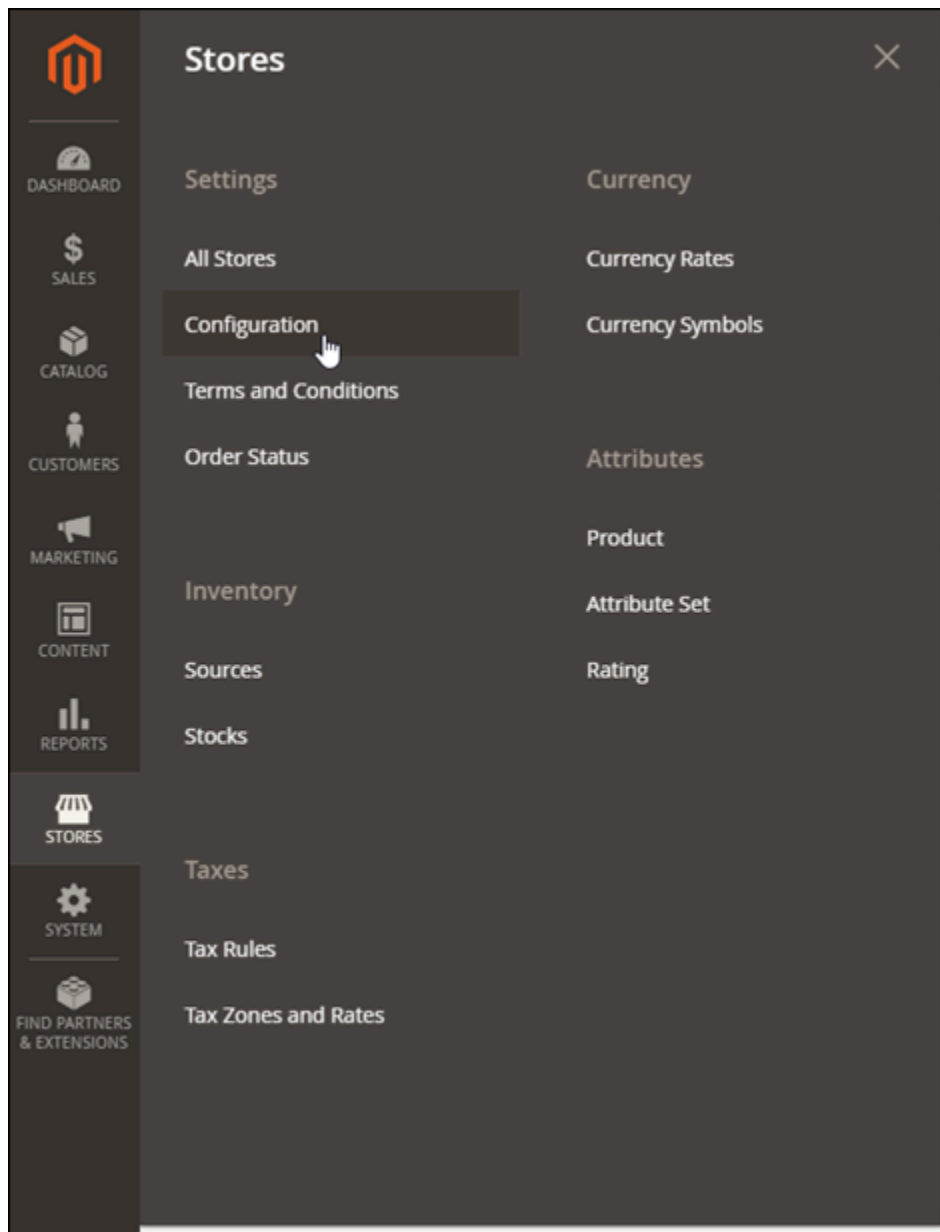 Stores
DASHBOARD
SALES
CATALOG
CUSTOMERS
MARKETING
CONTENT
REPORTS
STORES
SYSTEM
FIND PARTNERS
& EXTENSIONS
Settings
All Stores
Configuration
Terms and Conditions
Order Status
Inventory
Sources
Stocks
Taxes
Tax Rules
Tax Zones and Rates
Currency
Currency Rates
Currency Symbols
Attributes
Product
Attribute Set
Rating